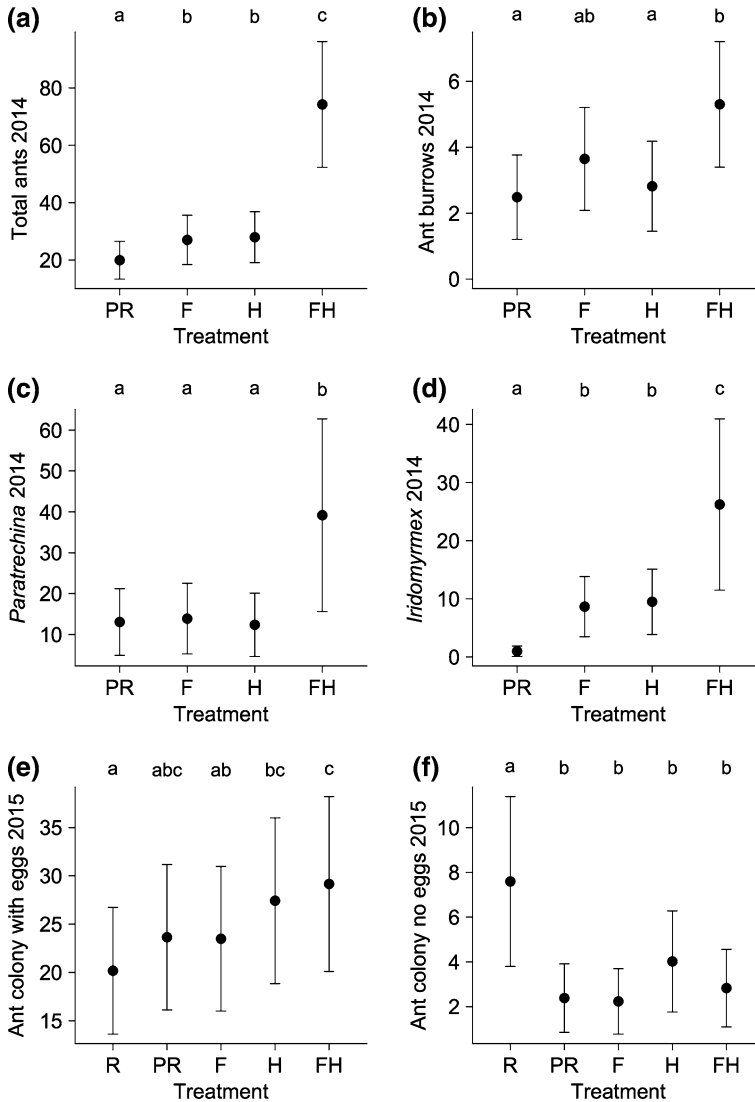 (a) a b b c
Total ants 2014
80
60
40
20
PR F H FH
Treatment
(b) a ab a b
Ant burrows 2014
6
4
2
0
PR F H FH
Treatment
(c) a a a b
Paratrechina 2014
60
50
40
30
20
10
PR F H FH
Treatment
(d) a b b c
Iridomyrmex 2014
40
30
20
10
0
PR F H FH
Treatment
(e) a abc ab bc c
Ant colony with eggs 2015
35
30
25
20
15
R PR F H FH
Treatment
(f) a b b b b
Ant colony no eggs 2015
10
8
6
4
2
R PR F H FH
Treatment